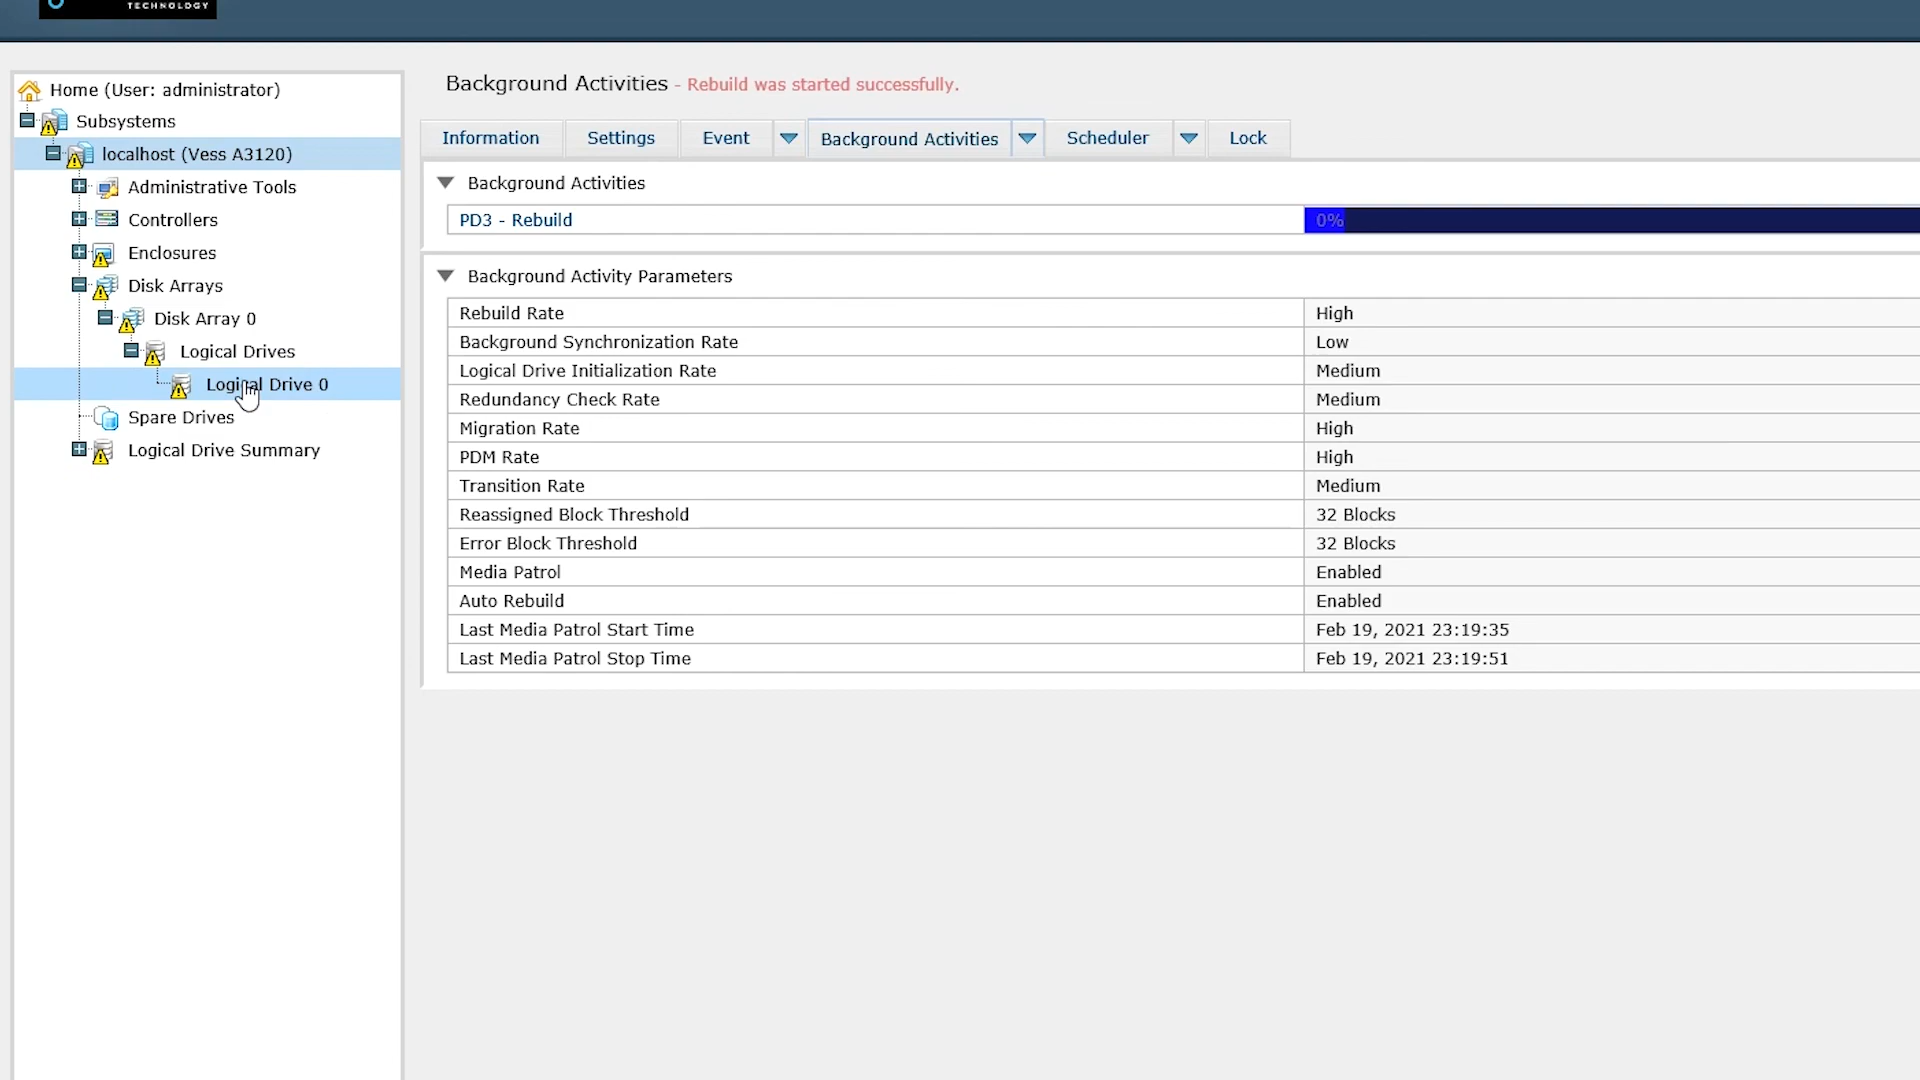 TECHNOLOGY
Home (User: administrator)
Subsystems
localhost (Vess A3120)
Administrative Tools
Controllers
Enclosures
Disk Arrays
Disk Array 0
Logical Drives
Logical Drive 0
Spare Drives
Logical Drive Summary
Background Activities - Rebuild was started successfully.
Information Settings Event Background Activities Scheduler Lock
Background Activities
PD3 - Rebuild 0%
Background Activity Parameters
Rebuild Rate High
Background Synchronization Rate Low
Logical Drive Initialization Rate Medium
Redundancy Check Rate Medium
Migration Rate High
PDM Rate High
Transition Rate Medium
Reassigned Block Threshold 32 Blocks
Error Block Threshold 32 Blocks
Media Patrol Enabled
Auto Rebuild Enabled
Last Media Patrol Start Time Feb 19, 2021 23:19:35
Last Media Patrol Stop Time Feb 19, 2021 23:19:51